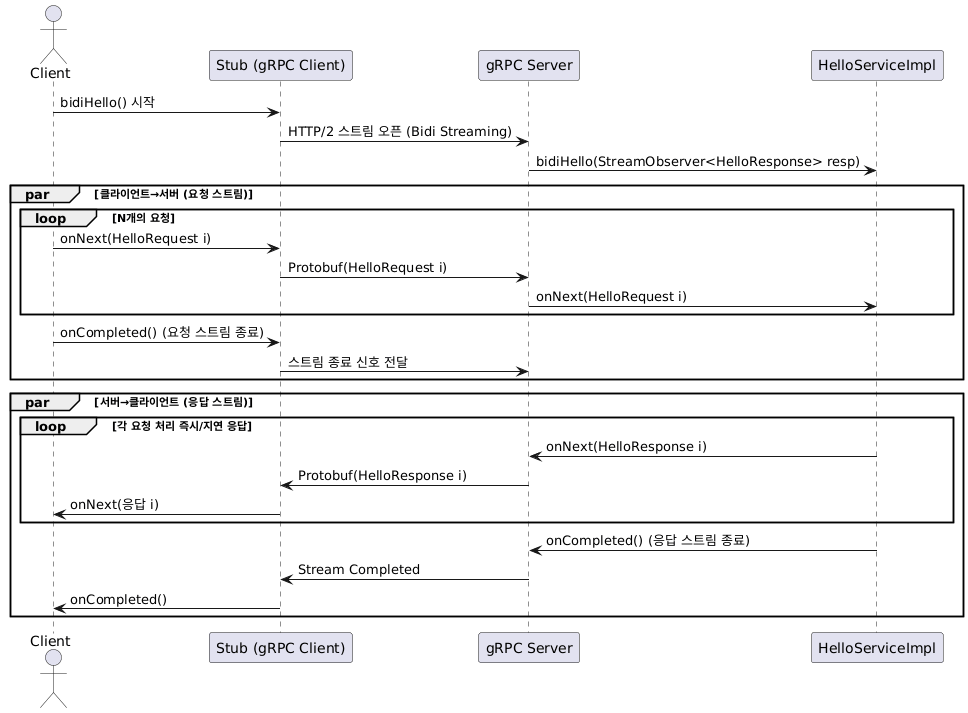 Client
Stub (gRPC Client)
gRPC Server
HelloServiceImpl
bidiHello() 시작
HTTP/2 스트림 오픈 (Bidi Streaming)
bidiHello(StreamObserver<HelloResponse> resp)
par [클라이언트→서버 (요청 스트림)]
loop [N개의 요청]
onNext(HelloRequest i)
Protobuf(HelloRequest i)
onNext(HelloRequest i)
onCompleted() (요청 스트림 종료)
스트림 종료 신호 전달
par [서버→클라이언트 (응답 스트림)]
loop [각 요청 처리 즉시/지연 응답]
onNext(HelloResponse i)
Protobuf(HelloResponse i)
onNext(응답 i)
onCompleted() (응답 스트림 종료)
Stream Completed
onCompleted()
Client
Stub (gRPC Client)
gRPC Server
HelloServiceImpl